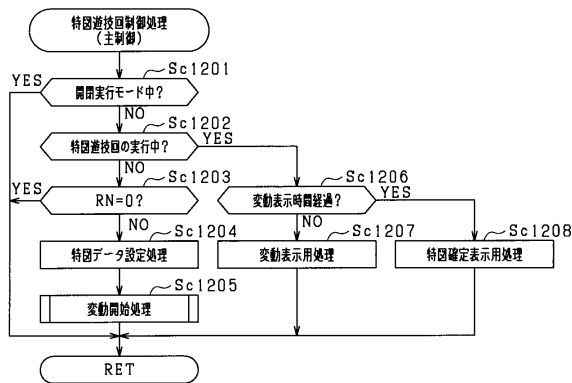 特図遊技回制御処理
(主制御)
Sc1201
YES
開閉実行モード中?
NO
Sc1202
特図遊技回の実行中?
YES
NO
Sc1203
Sc1206
YES
RN=0?
変動表示時間経過?
YES
NO
NO
Sc1204
Sc1207
Sc1208
特図データ設定処理
変動表示用処理
特図確定表示用処理
Sc1205
変動開始処理
RET